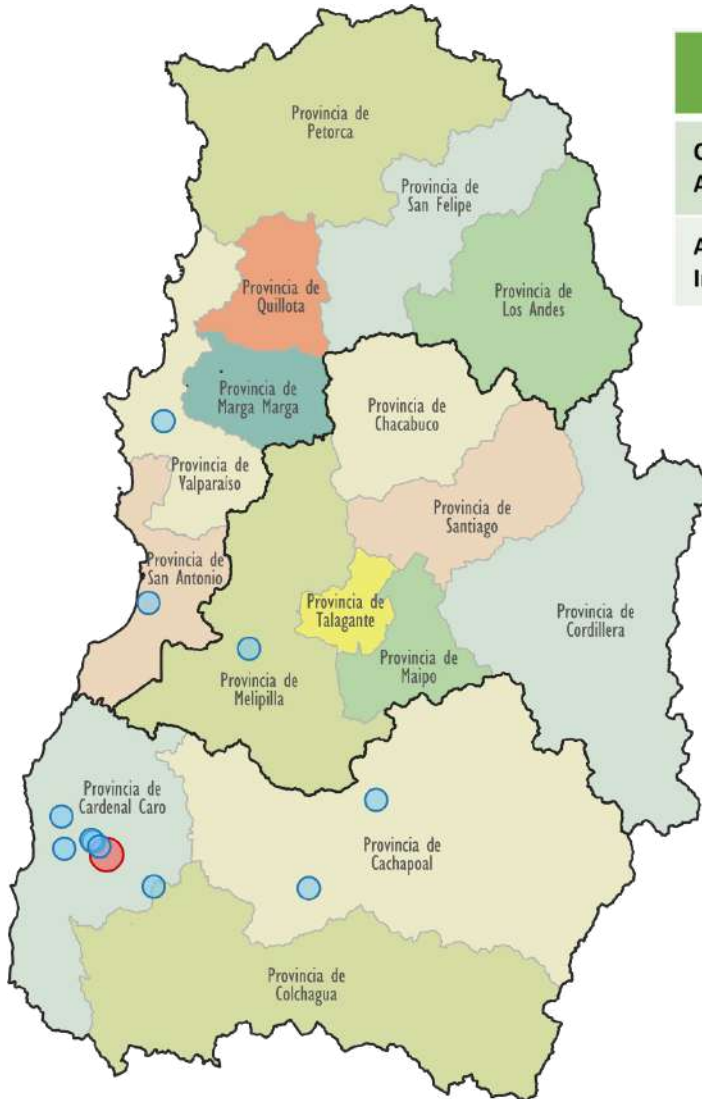 Provincia de
Petorca
Provincia de
San Felipe
Provincia de
Los Andes
Provincia de
Quillota
Provincia de
Marga Marga
Provincia de
Chacabuco
Provincia de
Valparaíso
Provincia de
Santiago
Provincia de
San Antonio
Provincia de
Talagante
Provincia de
Cordillera
Provincia de
Maipo
Provincia de
Melipilla
Provincia de
Cardenal Caro
Provincia de
Cachapoal
Provincia de
Colchagua